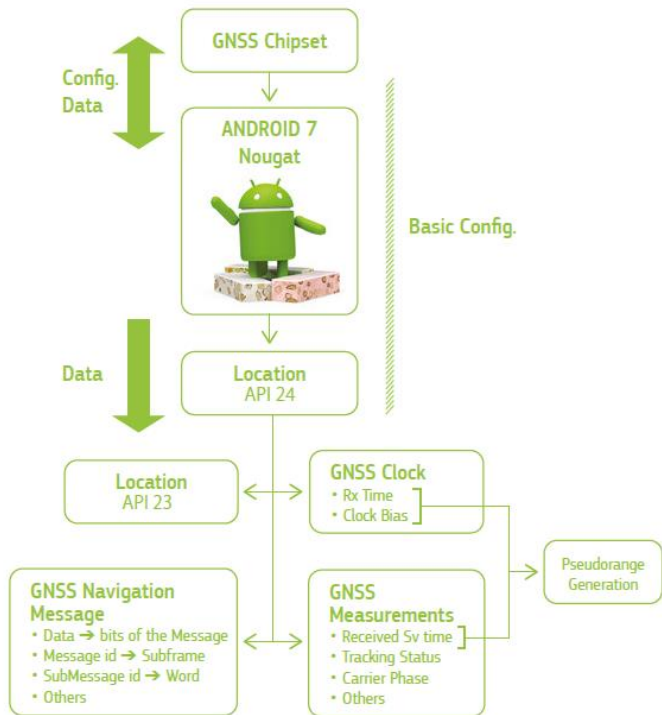 GNSS Chipset
Config.
Data
ANDROID 7
Nougat
Basic Config.
Data
Location
API 24
Location
API 23
GNSS Clock
• Rx Time
• Clock Bias
Pseudorange
Generation
GNSS Navigation
Message
• Data ➔ bits of the Message
• Message id ➔ Subframe
• SubMessage id ➔ Word
• Others
GNSS
Measurements
• Received Sv time
• Tracking Status
• Carrier Phase
• Others